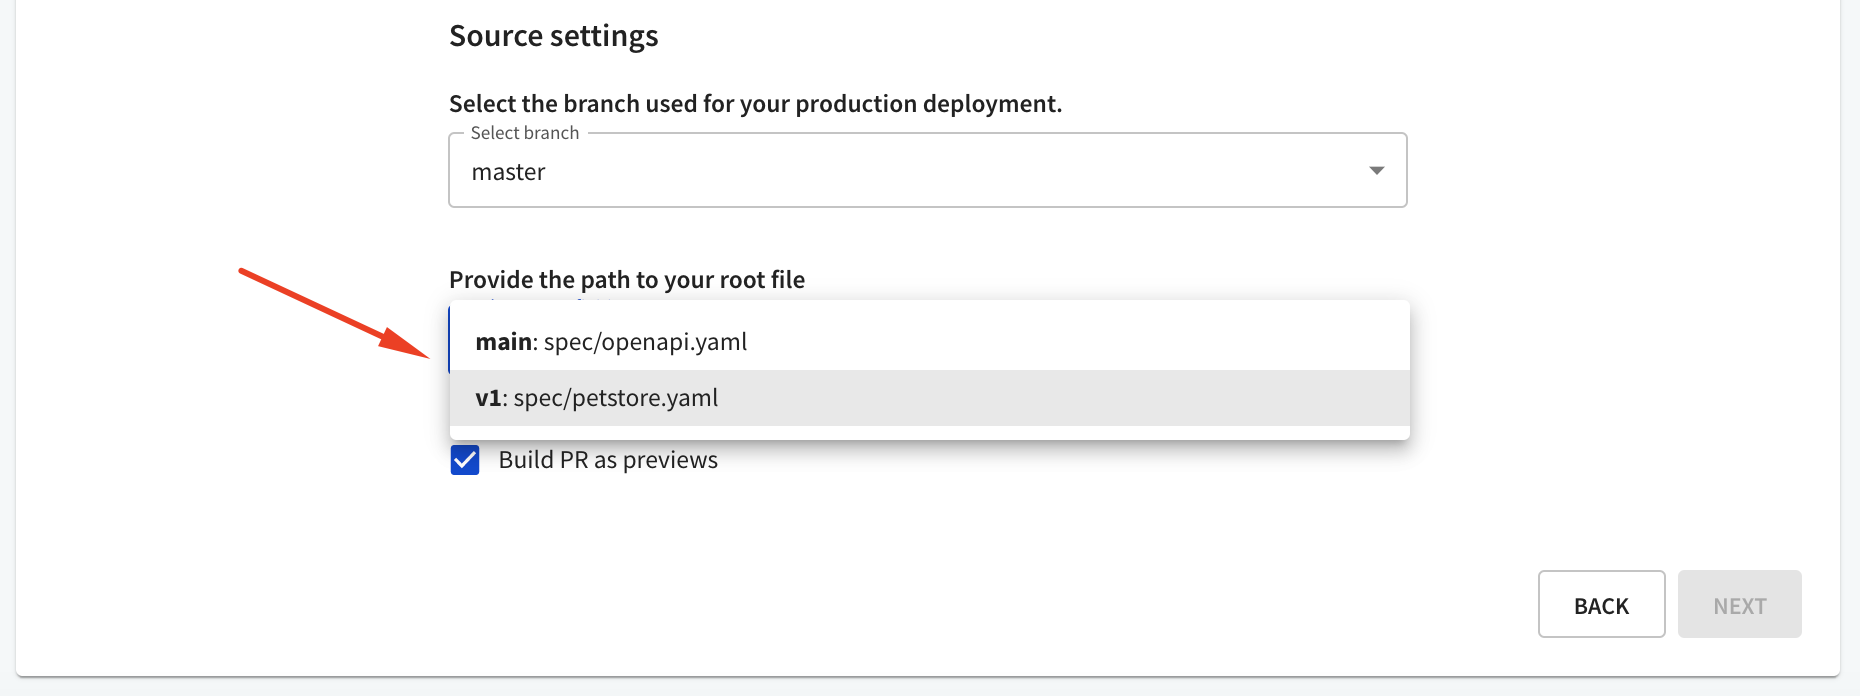 Source settings
Select the branch used for your production deployment.
Select branch
master
Provide the path to your root file
main: spec/openapi.yaml
v1: spec/petstore.yaml
Build PR as previews
BACK
NEXT